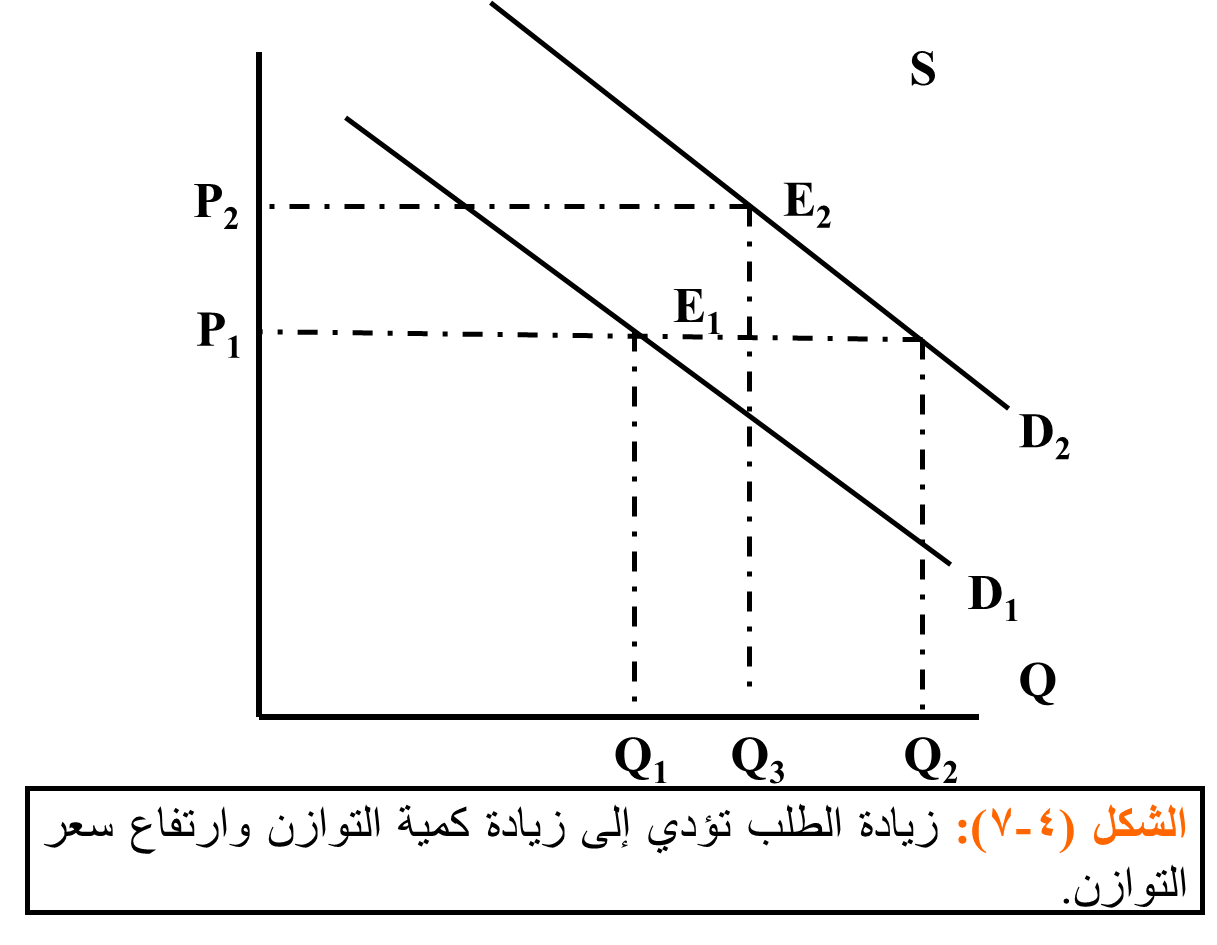 S
P₂
E₂
E₁
P₁
D₂
D₁
Q
Q₁ Q₃ Q₂
الشكل (٤-٧): زيادة الطلب تؤدي إلى زيادة كمية التوازن وارتفاع سعر
التوازن.